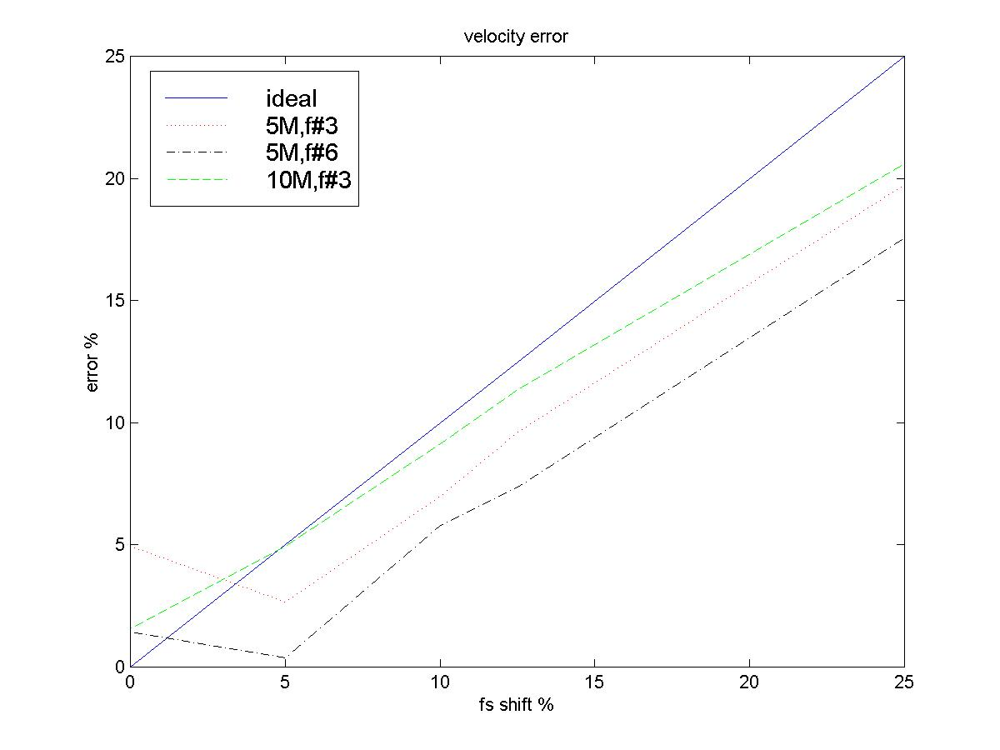 velocity error
25
20
15
10
5
0
error %
ideal
5M,f#3
5M,f#6
10M,f#3
0 5 10 15 20 25
fs shift %